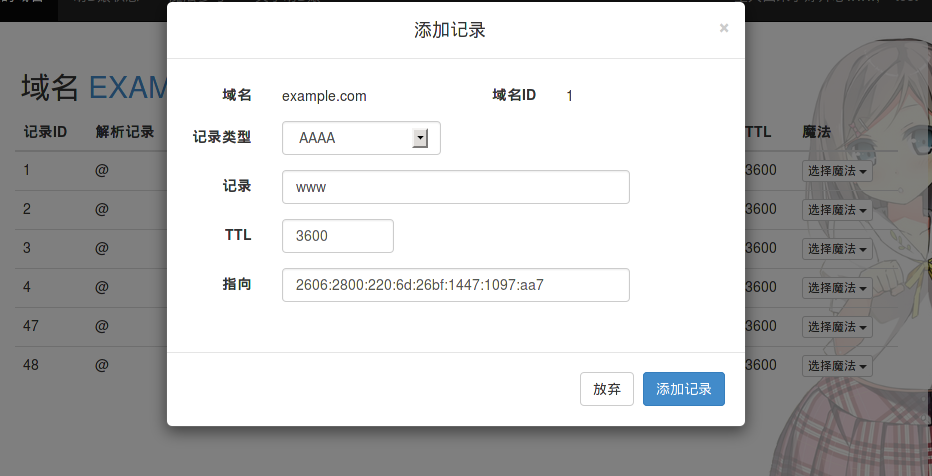 添加记录 ×
域名 EXAM
域名 example.com 域名ID 1
记录类型 AAAA
记录 www
TTL 3600
指向 2606:2800:220:6d:26bf:1447:1097:aa7
放弃 添加记录
记录ID 解析记录 TTL 魔法
1 @ 3600 选择魔法
2 @ 3600 选择魔法
3 @ 3600 选择魔法
4 @ 3600 选择魔法
47 @ 3600 选择魔法
48 @ 3600 选择魔法